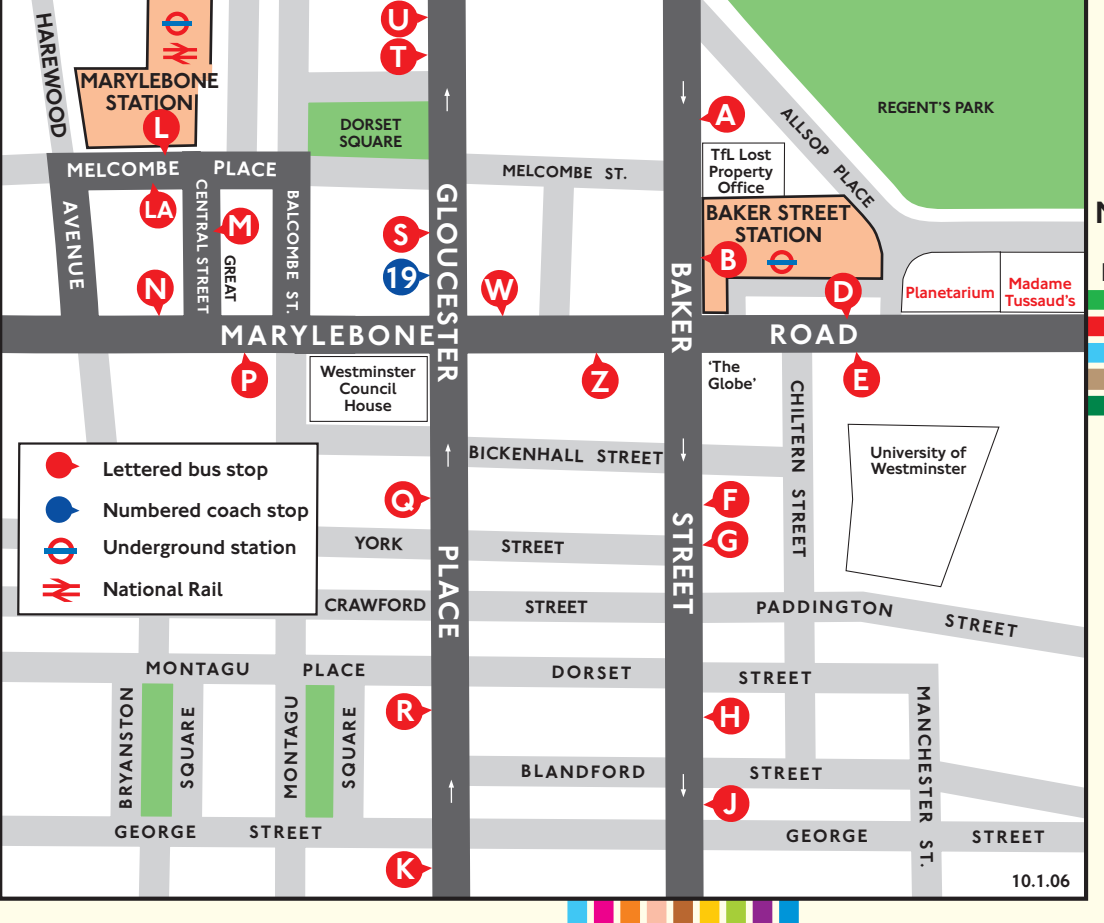 HAREWOOD
AVENUE
MARYLEBONE
STATION
L
MELCOMBE PLACE
LA
CENTRAL STREET
GREAT
M
N
BALCOMBE ST.
U
T
DORSET
SQUARE
S
19
GLOUCESTER
PLACE
MELCOMBE ST.
W
A
TfL Lost
Property
Office
ALLSOP PLACE
REGENT'S PARK
BAKER STREET
STATION
B
D
Planetarium
Madame
Tussaud's
MARYLEBONE ROAD
BAKER
STREET
P
Westminster
Council
House
Z
'The
Globe'
E
CHILTERN STREET
University of
Westminster
BICKENHALL STREET
Lettered bus stop
Numbered coach stop
Underground station
National Rail
Q
F
G
YORK STREET
CRAWFORD STREET
PADDINGTON STREET
MONTAGU PLACE
DORSET STREET
BRYANSTON
SQUARE
MONTAGU
SQUARE
R
H
MANCHESTER ST.
BLANDFORD STREET
J
GEORGE STREET
GEORGE STREET
K
10.1.06